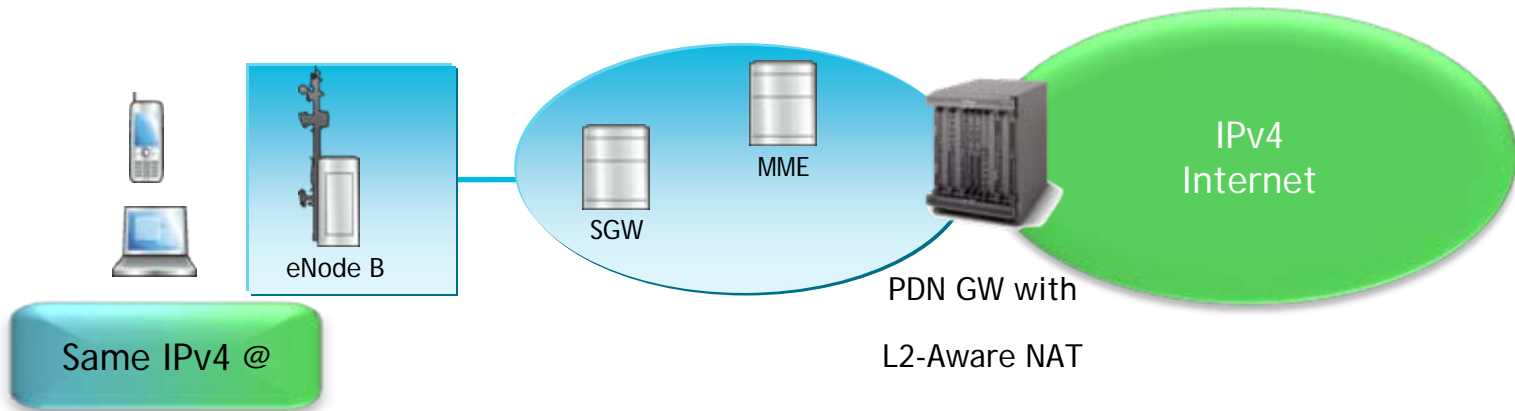 eNode B
SGW
MME
IPv4
Internet
PDN GW with
L2-Aware NAT
Same IPv4 @